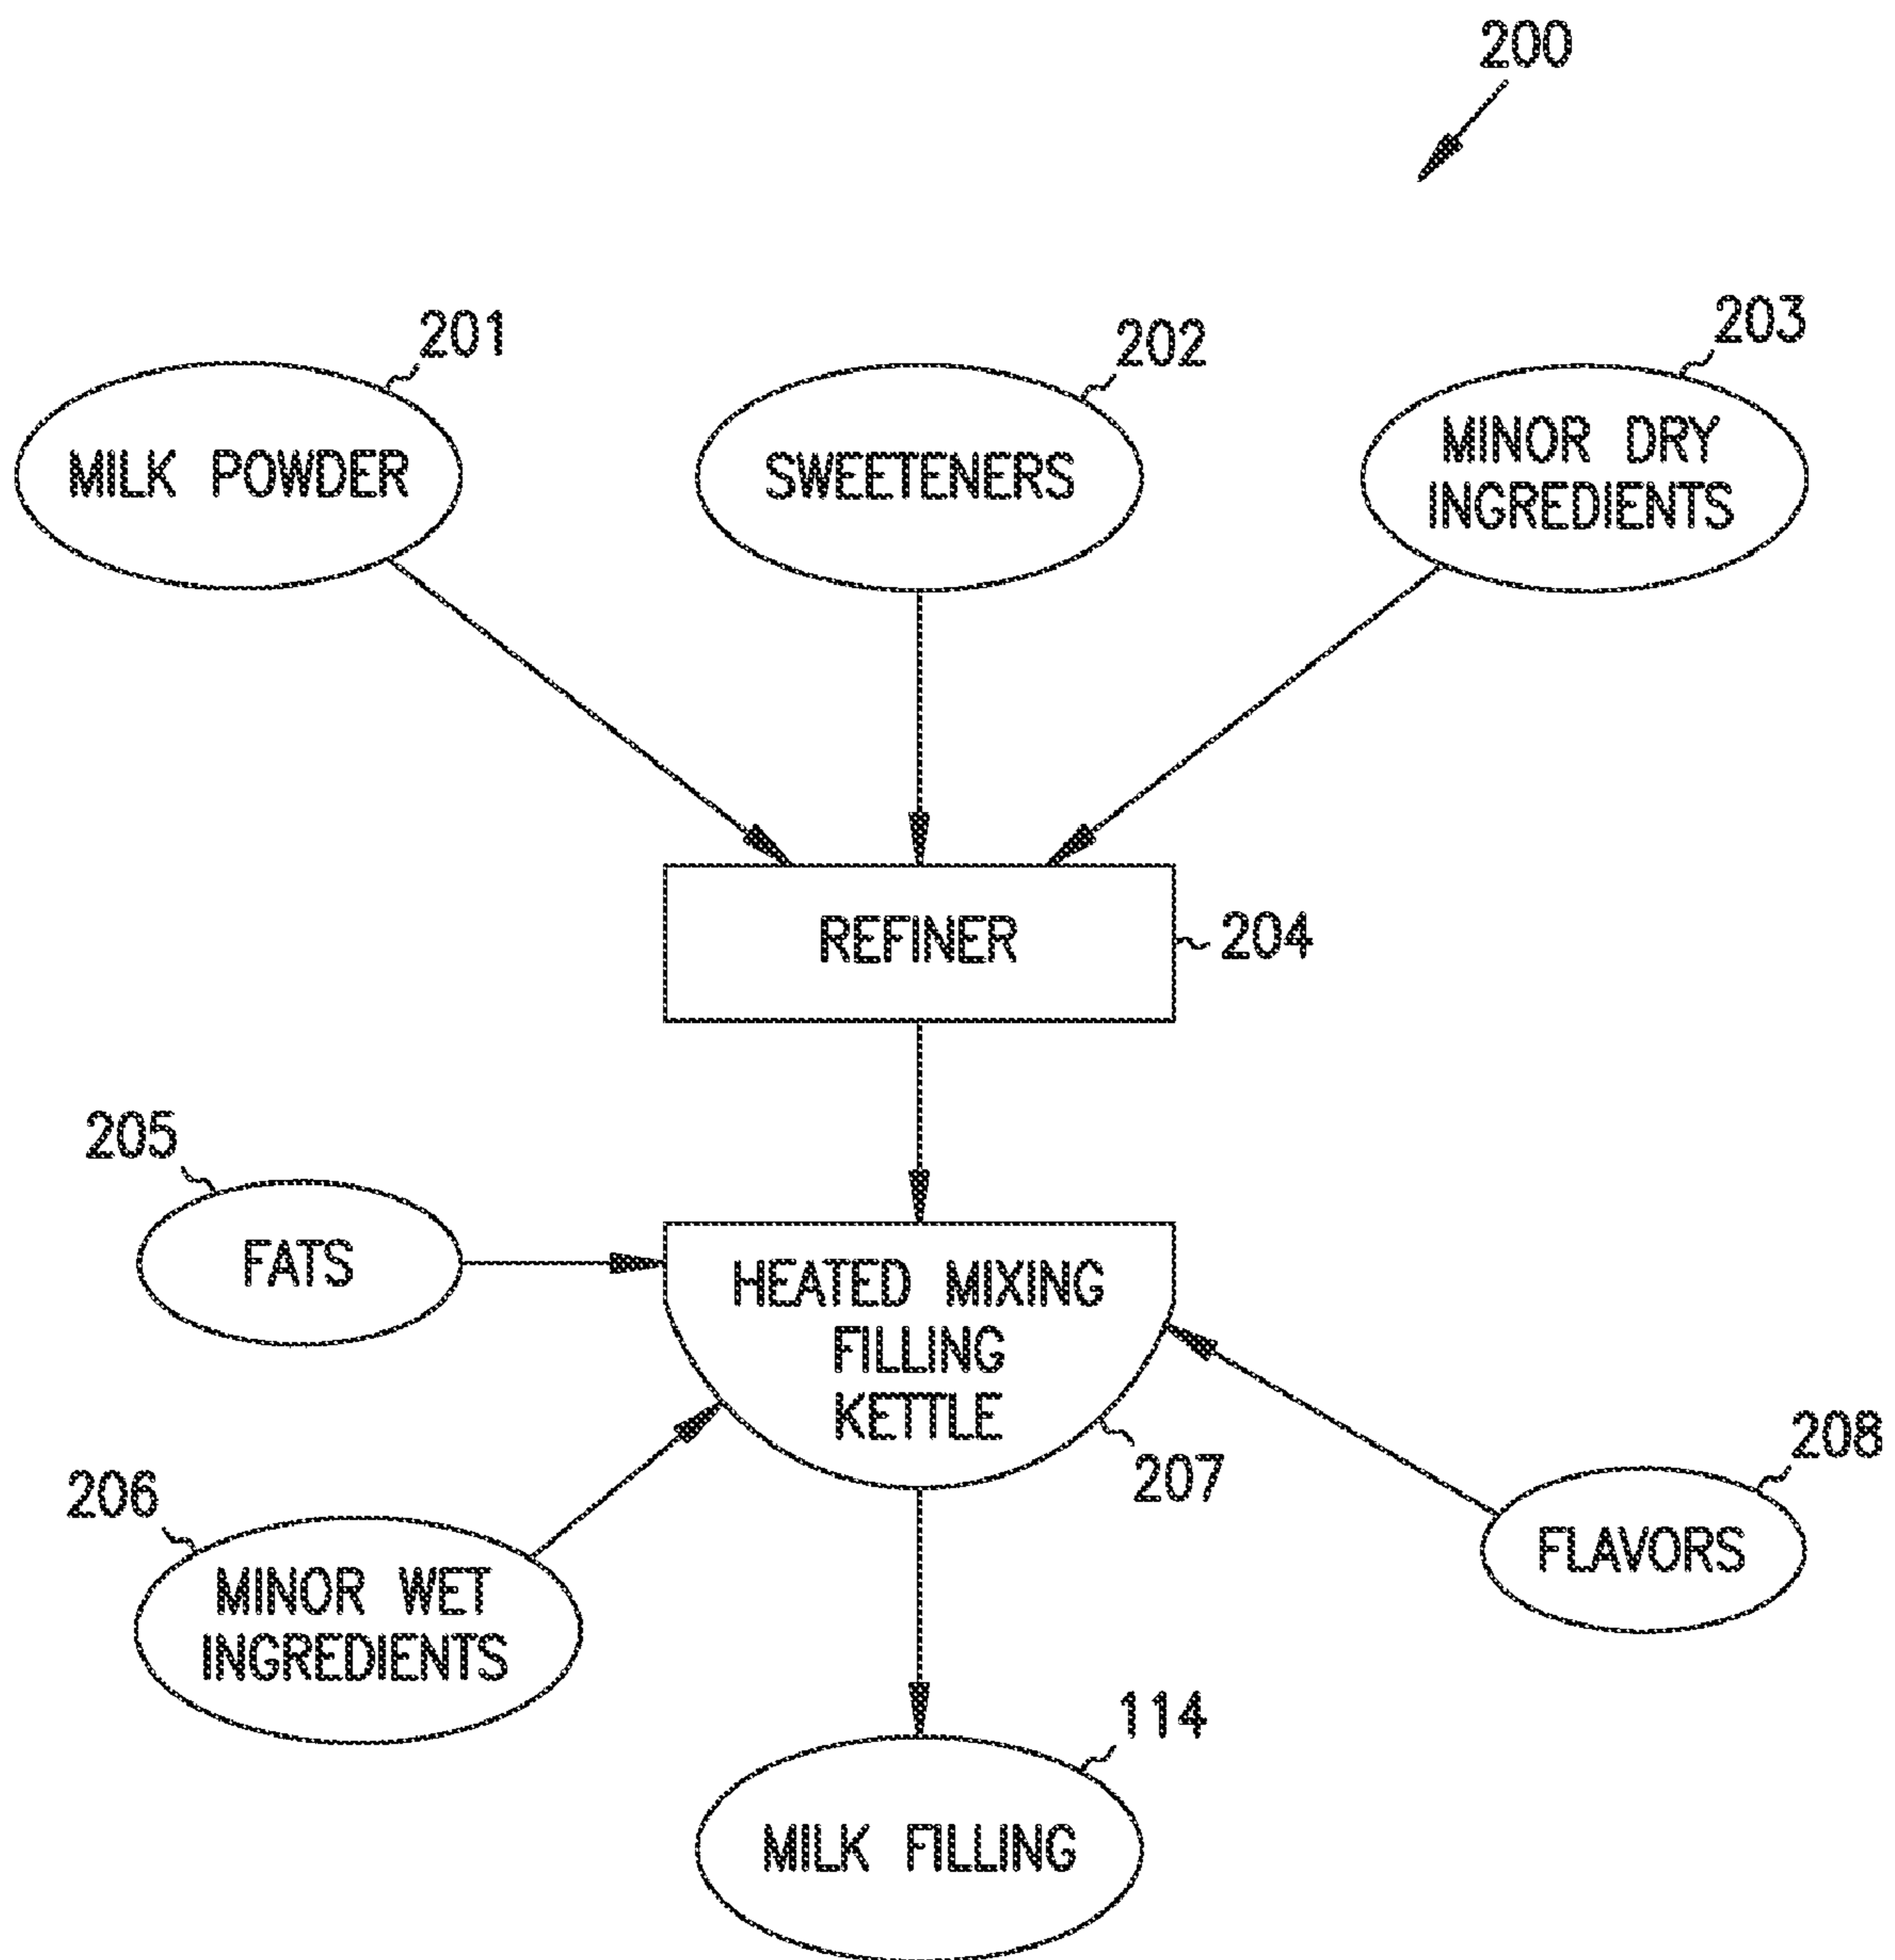 200
201
202
203
MILK POWDER
SWEETENERS
MINOR DRY
INGREDIENTS
REFINER
204
205
FATS
HEATED MIXING
FILLING
KETTLE
207
208
206
MINOR WET
INGREDIENTS
FLAVORS
114
MILK FILLING